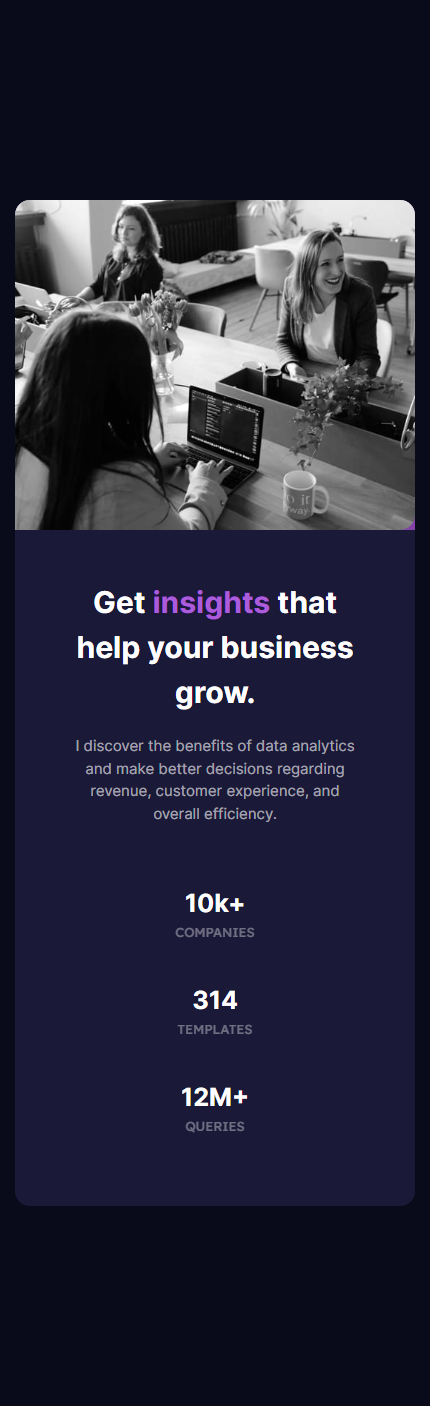 Get insights that
help your business
grow.
I discover the benefits of data analytics
and make better decisions regarding
revenue, customer experience, and
overall efficiency.
10k+
COMPANIES
314
TEMPLATES
12M+
QUERIES